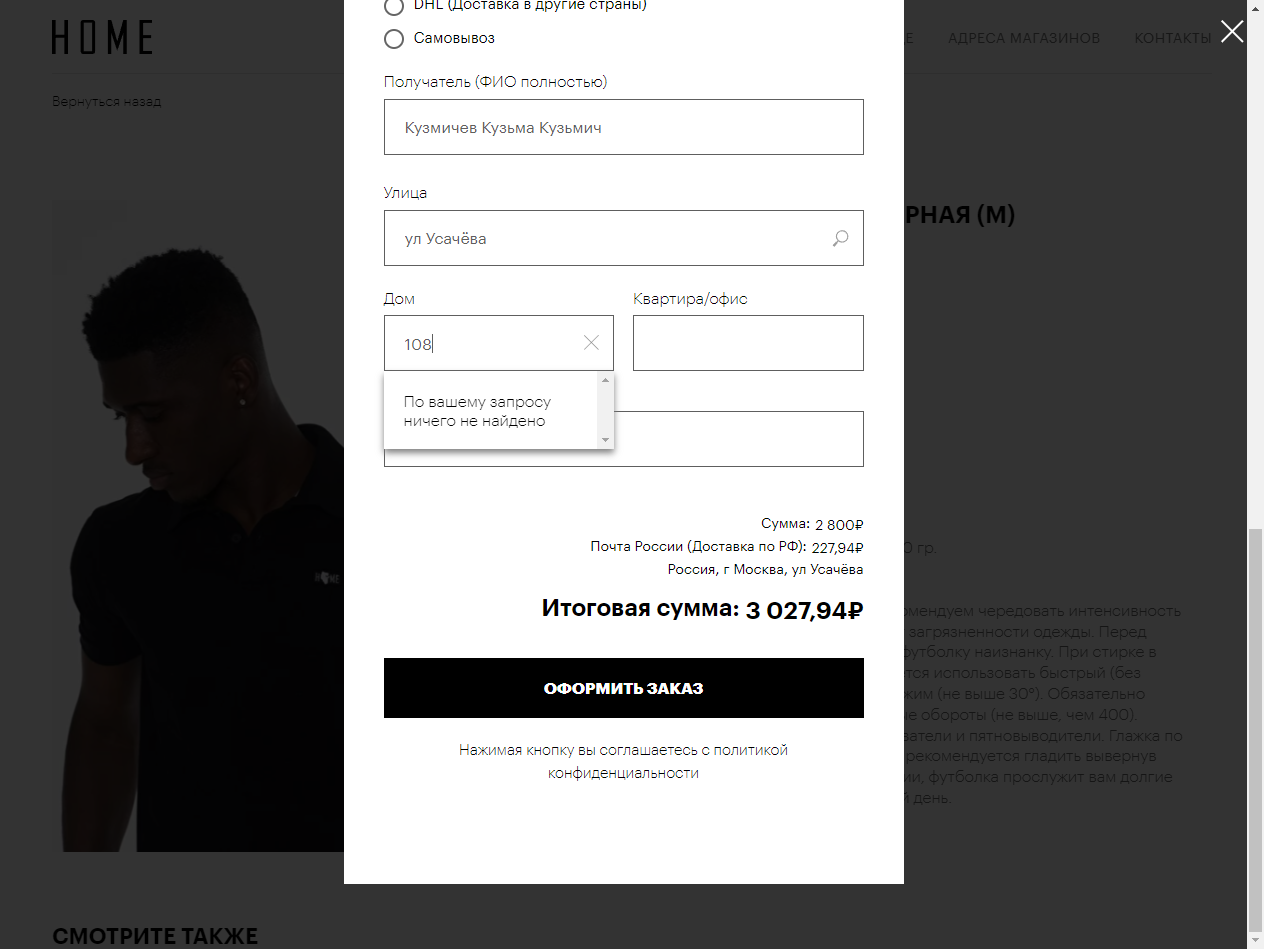 HOME
АДРЕСА МАГАЗИНОВ
КОНТАКТЫ
Вернуться назад
DHL (Доставка в другие страны)
Самовывоз
Получатель (ФИО полностью)
Кузмичев Кузьма Кузьмич
Улица
ул Усачёва
Дом
Квартира/офис
108
По вашему запросу
ничего не найдено
Сумма: 2 800₽
Почта России (Доставка по РФ): 227,94₽
Россия, г Москва, ул Усачёва
Итоговая сумма: 3 027,94₽
ОФОРМИТЬ ЗАКАЗ
Нажимая кнопку вы соглашаетесь с политикой
конфиденциальности
РНАЯ (M)
0 гр.
омендуем чередовать интенсивность
загрязненности одежды. Перед
футболку наизнанку. При стирке в
тся использовать быстрый (без
жим (не выше 30°). Обязательно
ые обороты (не выше, чем 400).
ватели и пятновыводители. Глажка по
рекомендуется гладить вывернув
ии, футболка прослужит вам долгие
й день.
СМОТРИТЕ ТАКЖЕ